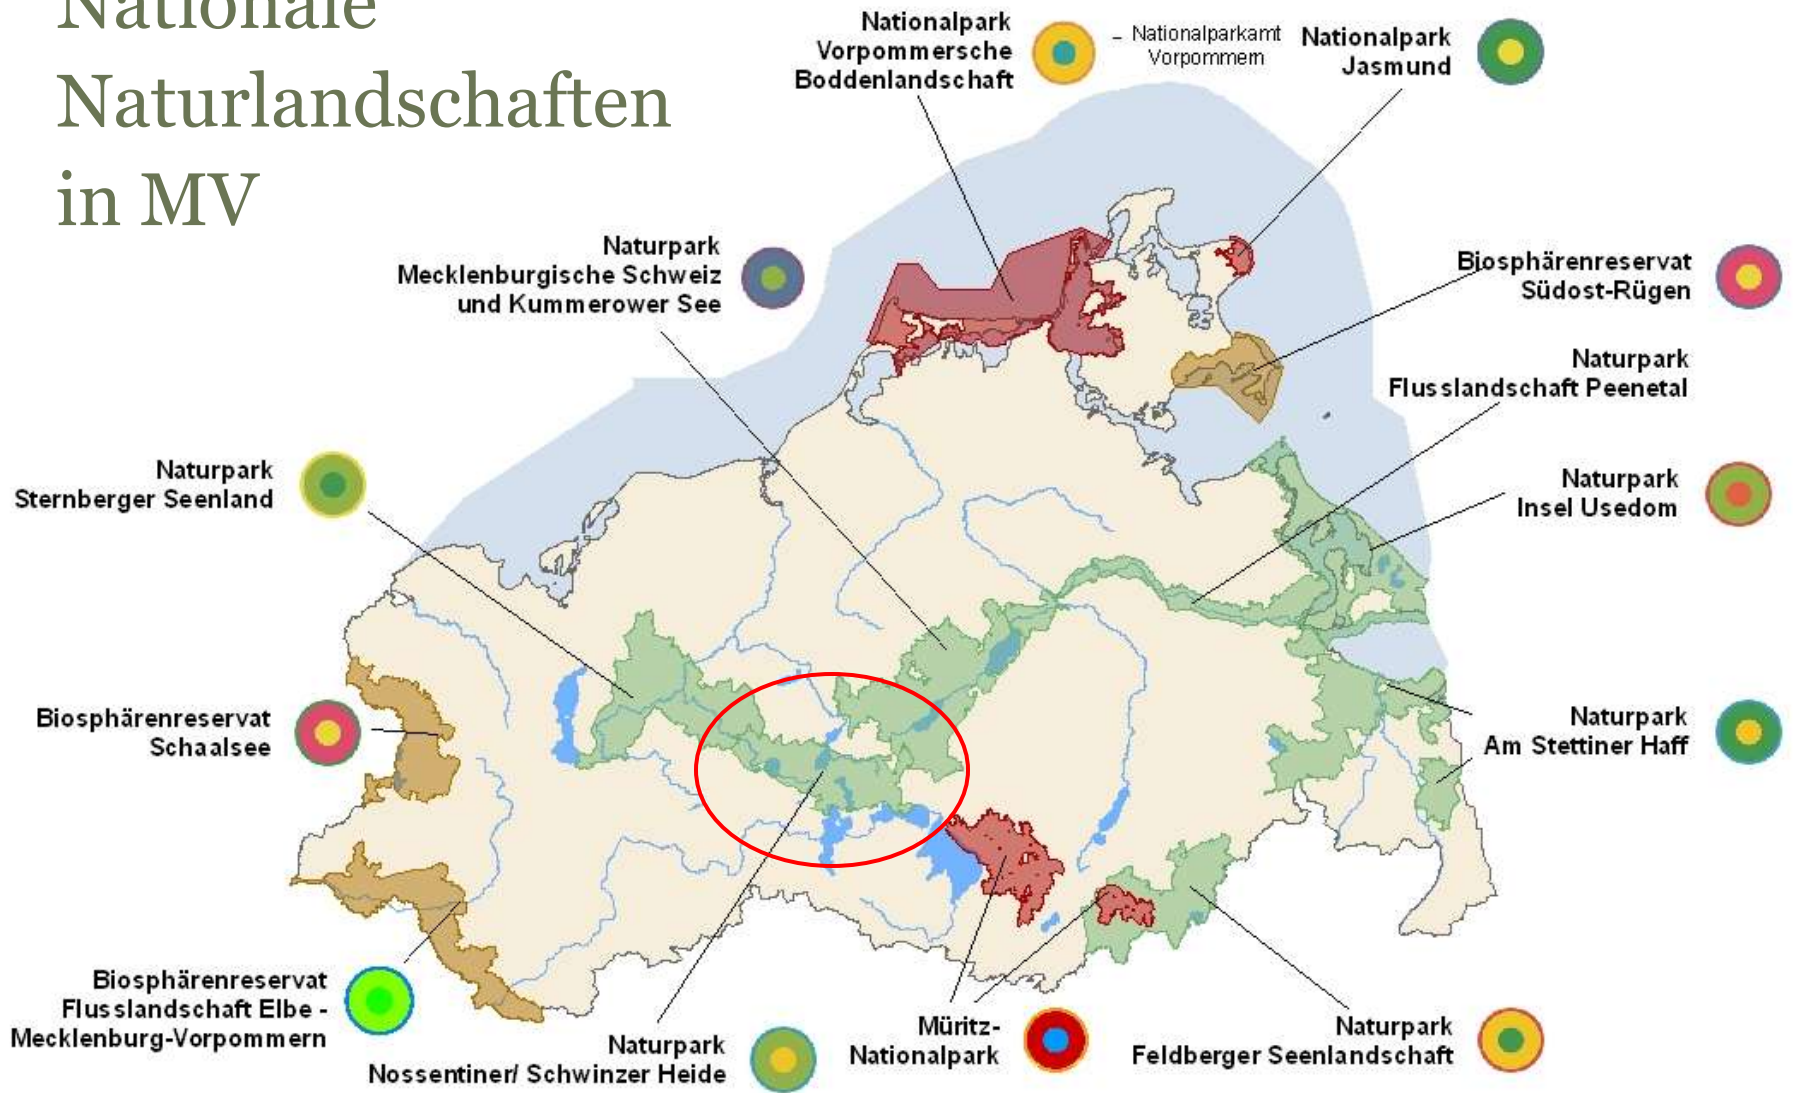 Nationale
Naturlandschaften
in MV
Nationalpark
Vorpommersche
Boddenlandschaft
– Nationalparkamt
Vorpommern
Nationalpark
Jasmund
Naturpark
Mecklenburgische Schweiz
und Kummerower See
Biosphärenreservat
Südost-Rügen
Naturpark
Flusslandschaft Peenetal
Naturpark
Sternberger Seenland
Naturpark
Insel Usedom
Biosphärenreservat
Schaalsee
Naturpark
Am Stettiner Haff
Biosphärenreservat
Flusslandschaft Elbe -
Mecklenburg-Vorpommern
Naturpark
Nossentiner/ Schwinzer Heide
Müritz-
Nationalpark
Naturpark
Feldberger Seenlandschaft